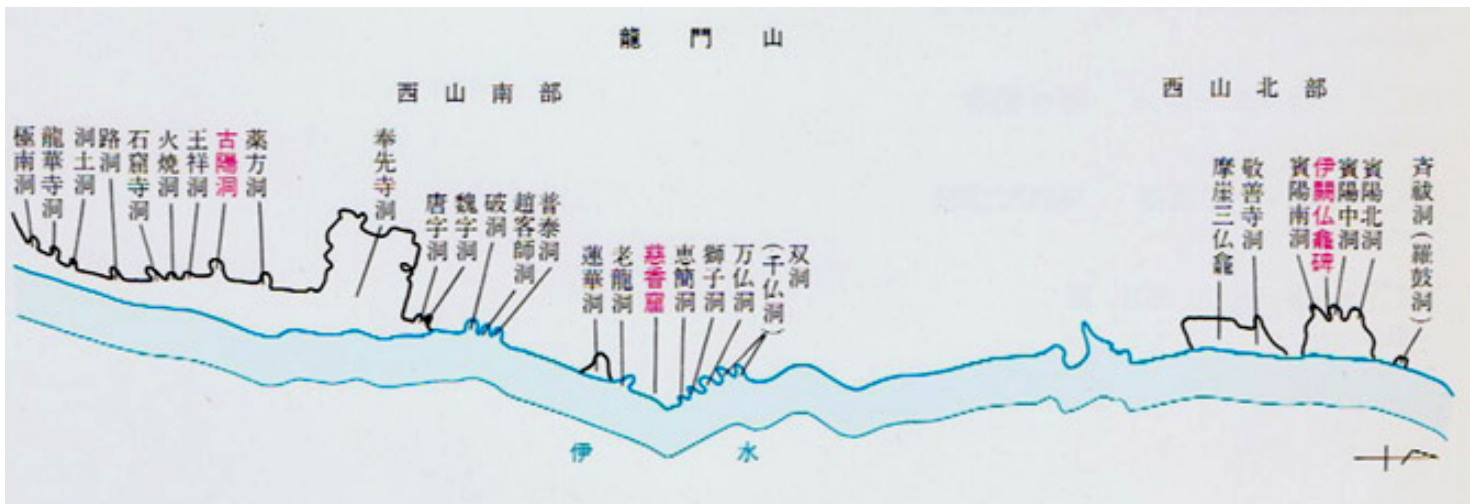 龍門山
西山南部
西山北部
極南洞
龍華寺洞
洞土洞
路洞
石窟寺洞
火燒洞
王祥洞
古陽洞
薬方洞
奉先寺洞
唐字洞
魏字洞
破洞
趙客師洞
普泰洞
蓮華洞
老龍洞
慈香窟
恵簡洞
獅子洞
万仏洞
(千仏洞)
双洞
摩崖三仏龕
敬善寺洞
賓陽南洞
伊闕仏龕碑
賓陽中洞
賓陽北洞
斉祓洞(羅鼓洞)
伊水